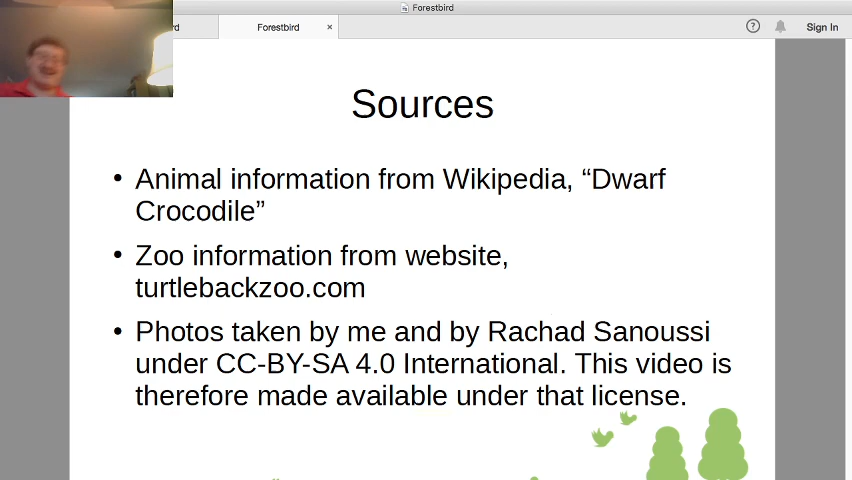 Forestbird
rd
Forestbird ×
? Sign In
Sources
• Animal information from Wikipedia, “Dwarf
Crocodile”
• Zoo information from website,
turtlebackzoo.com
• Photos taken by me and by Rachad Sanoussi
under CC-BY-SA 4.0 International. This video is
therefore made available under that license.